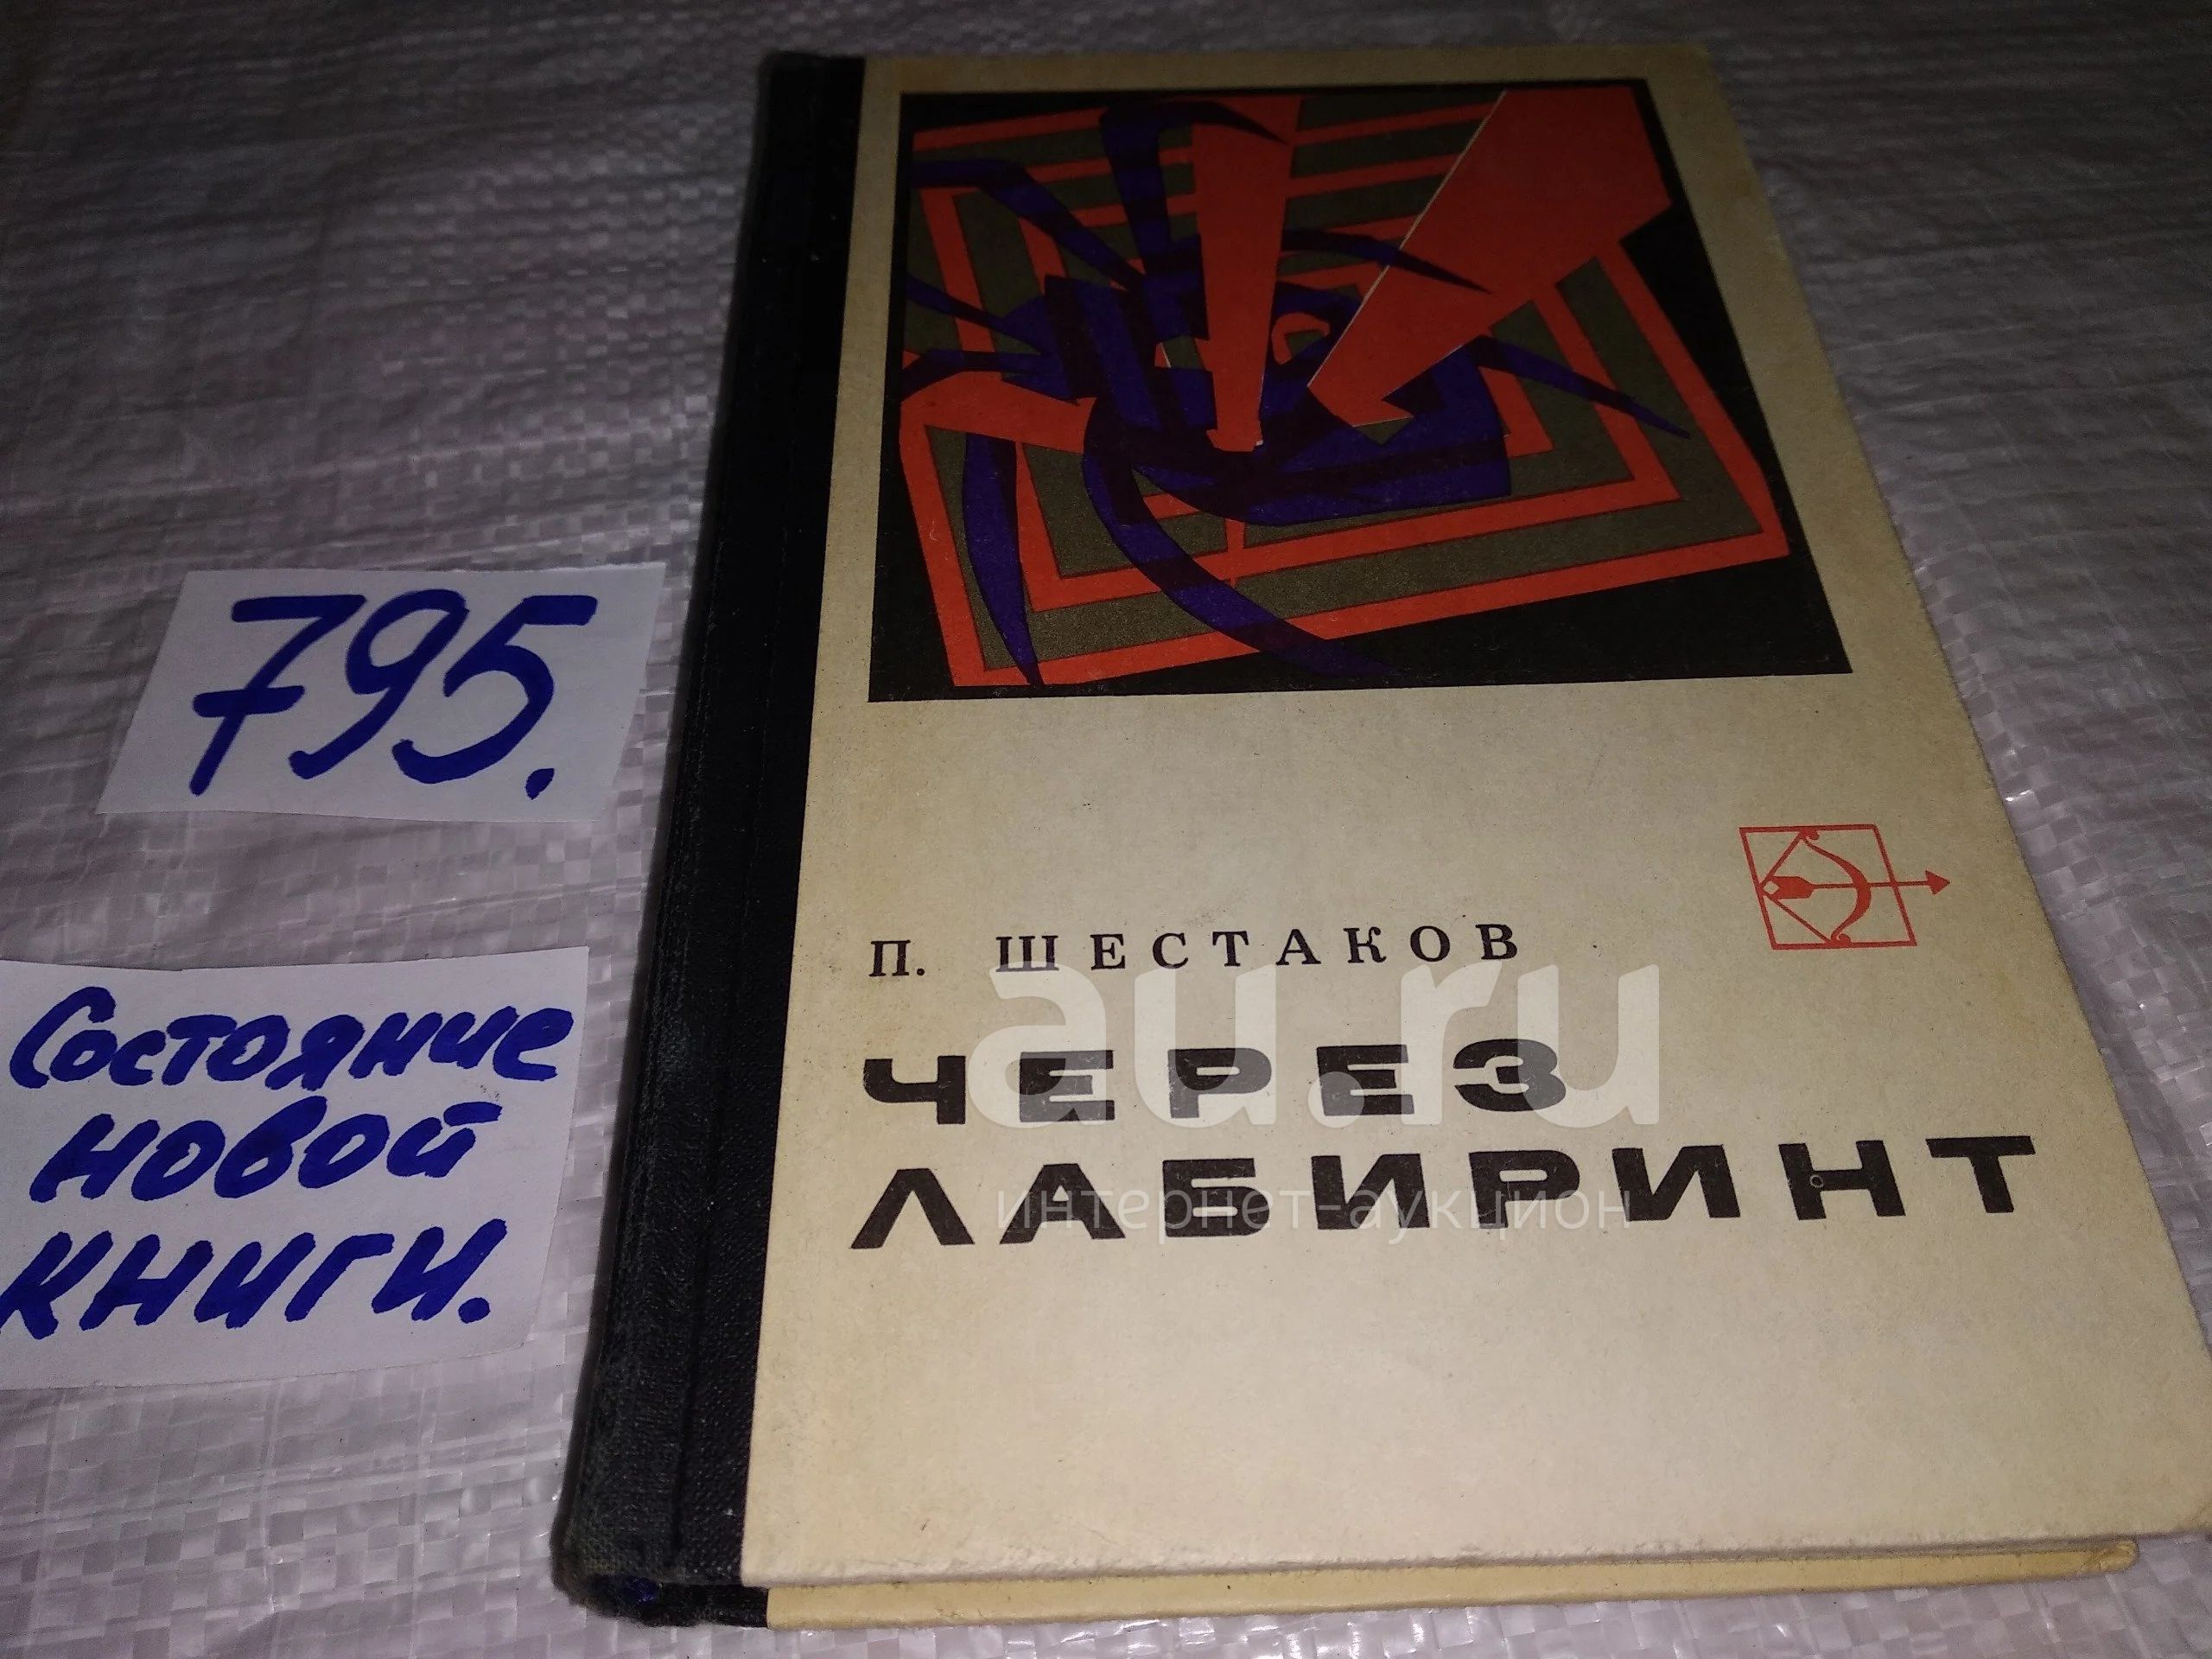 795.
Состояние
новой
книги.
П. ШЕСТАКОВ
ЧЕРЕЗ
ЛАБИРИНТ
au.ru
интернет-аукцион